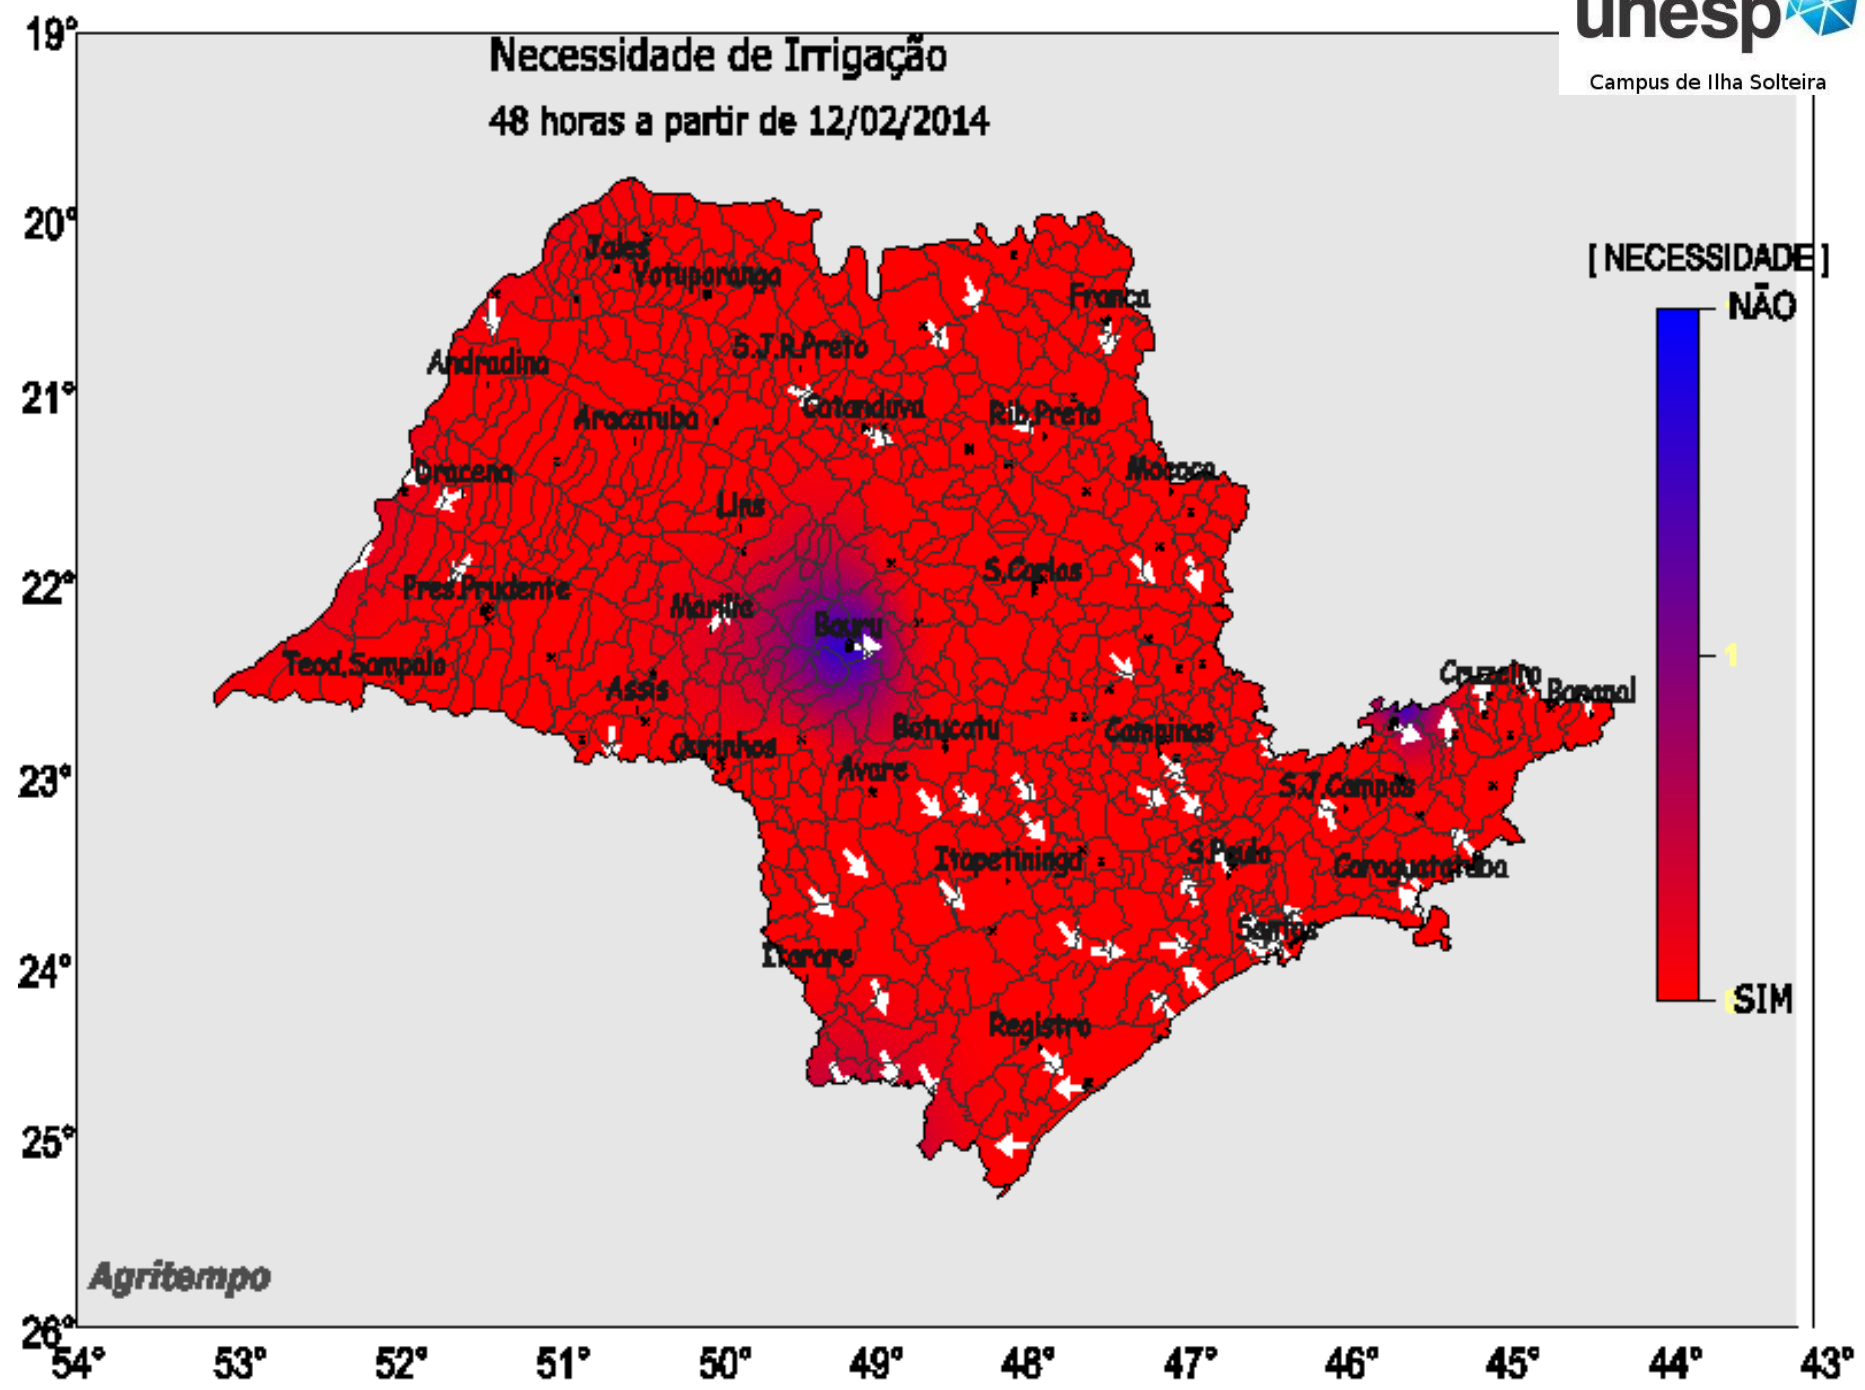 unesp
Campus de Ilha Solteira
Necessidade de Irrigação
48 horas a partir de 12/02/2014
[ NECESSIDADE ]
NÃO
1
SIM
19°
20°
21°
22°
23°
24°
25°
26°
Jales
Votuporanga
Franca
S.J.R.Preto
Andradina
Catanduva
Rib.Preto
Aracatuba
Dracena
Mococa
Lins
S.Carlos
Pres.Prudente
Marilia
Bauru
Teod.Sampaio
Assis
Cruzeiro
Bananal
Botucatu
Campinas
Ourinhos
Avare
S.J.Campos
Itapetininga
S.Paulo
Caraguatatuba
Santos
Itarare
Registro
Agritempo
54°
53°
52°
51°
50°
49°
48°
47°
46°
45°
44°
43°